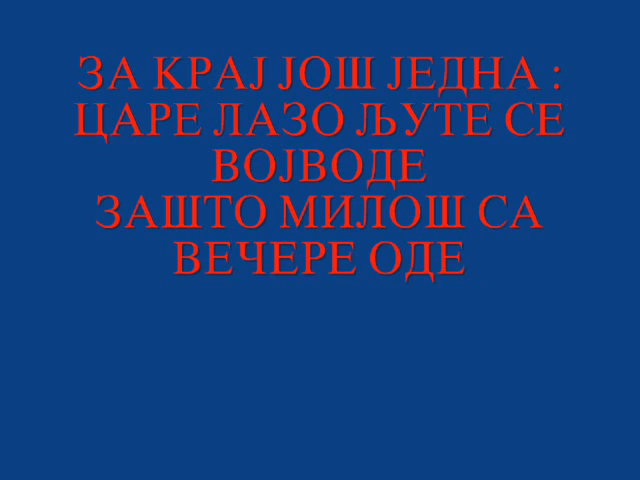 ЗА КРАЈ ЈОШ ЈЕДНА :
ЦАРЕ ЛАЗО ЉУТЕ СЕ
ВОЈВОДЕ
ЗАШТО МИЛОШ СА
ВЕЧЕРЕ ОДЕ